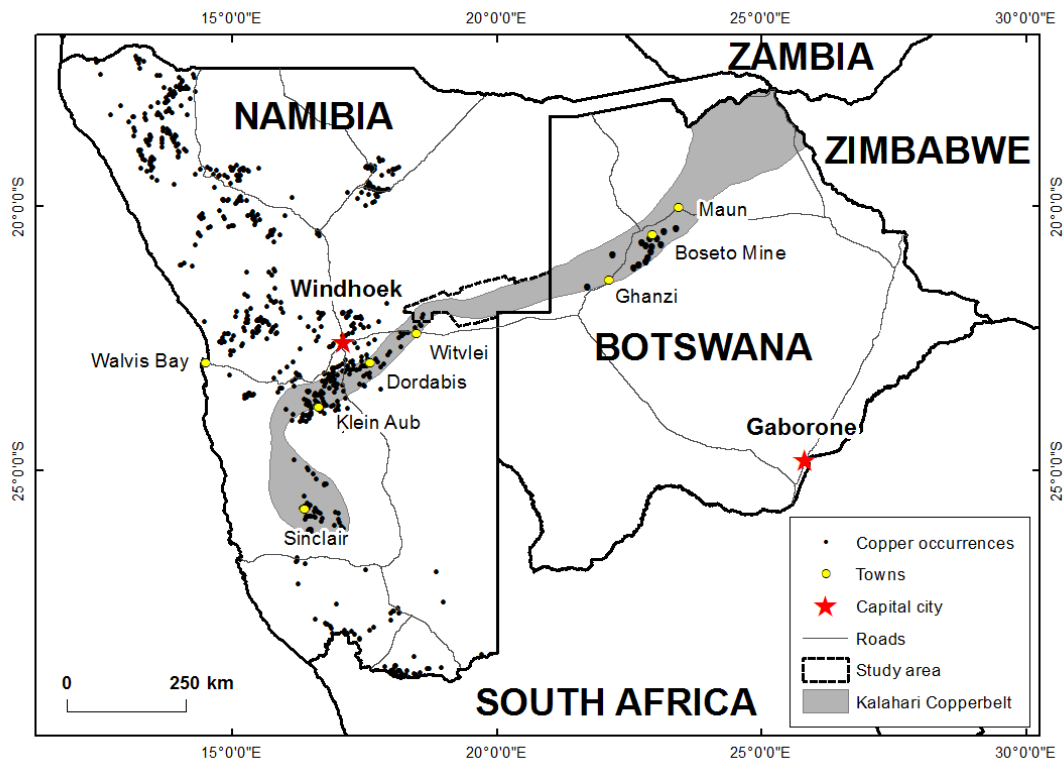 15°0'0"E
20°0'0"E
25°0'0"E
30°0'0"E
ZAMBIA
NAMIBIA
ZIMBABWE
20°0'0"S
20°0'0"S
Maun
Boseto Mine
Ghanzi
Windhoek
BOTSWANA
Witvlei
Walvis Bay
Dordabis
Klein Aub
Gaborone
25°0'0"S
25°0'0"S
Sinclair
Copper occurrences
Towns
Capital city
Roads
Study area
Kalahari Copperbelt
0
250 km
SOUTH AFRICA
15°0'0"E
20°0'0"E
25°0'0"E
30°0'0"E